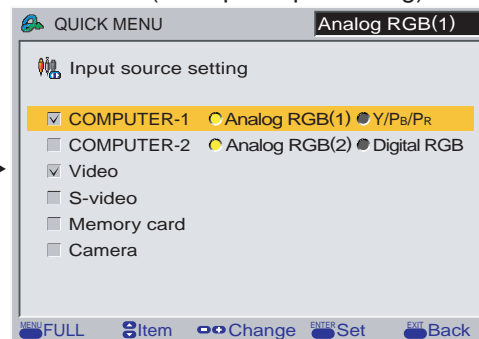 QUICK MENU Analog RGB(1)
Input source setting
COMPUTER-1 Analog RGB(1) Y/PB/PR
COMPUTER-2 Analog RGB(2) Digital RGB
Video
S-video
Memory card
Camera
MENU FULL Item Change ENTER Set EXIT Back